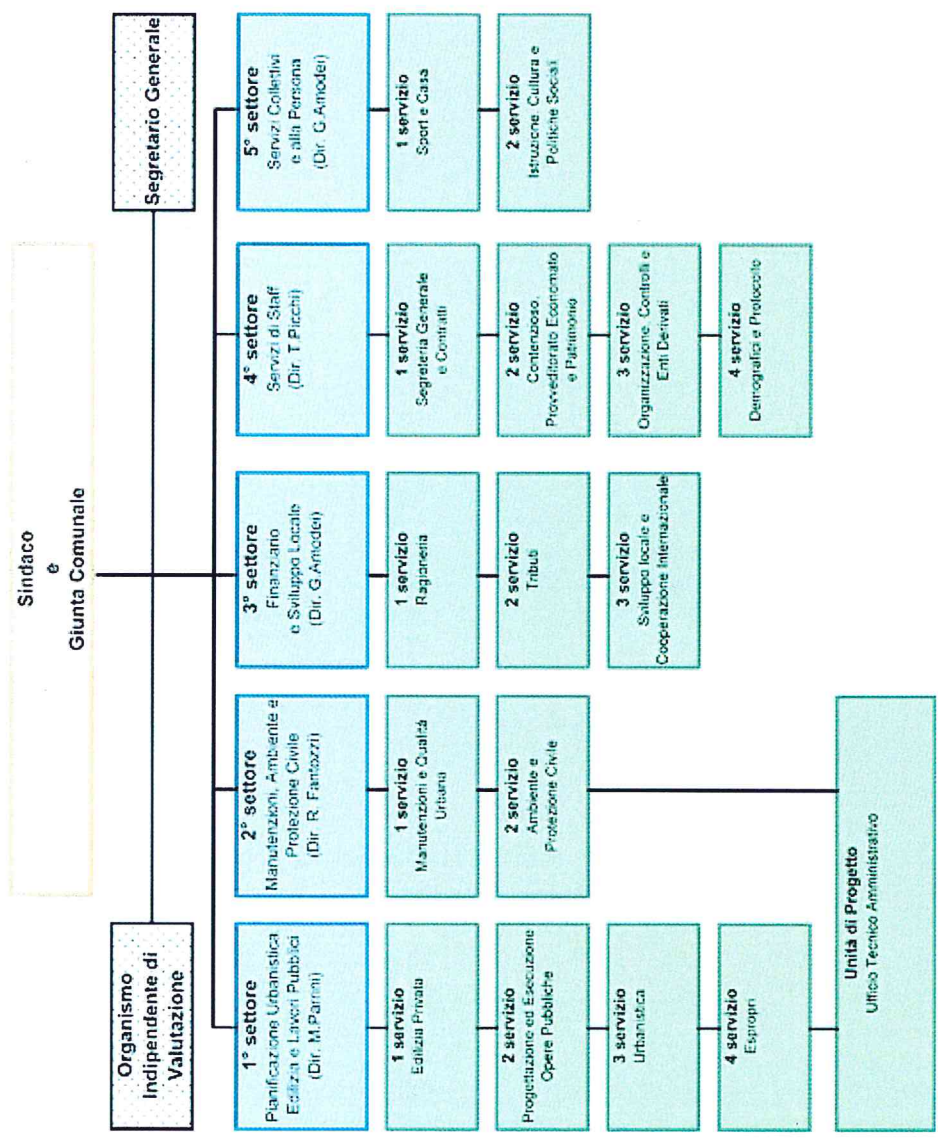 Sindaco
e
Giunta Comunale
Organismo
Indipendente di
Valutazione
Segretario Generale
1° settore
Pianificazione Urbanistica
Edilizia e Lavori Pubblici
(Dir. M.Parrini)
1 servizio
Edilizia Privata
2 servizio
Progettazione ed Esecuzione
Opere Pubbliche
3 servizio
Urbanistica
4 servizio
Espropri
2° settore
Manutenzioni, Ambiente e
Protezione Civile
(Dir. R. Fantozzi)
1 servizio
Manutenzioni e Qualità
Urbana
2 servizio
Ambiente e
Protezione Civile
Unità di Progetto
Ufficio Tecnico Amministrativo
3° settore
Finanziario
e Sviluppo Locale
(Dir. G.Amodei)
1 servizio
Ragioneria
2 servizio
Tributi
3 servizio
Sviluppo locale e
Cooperazione Internazionale
4° settore
Servizi di Staff
(Dir. T.Picchi)
1 servizio
Segreteria Generale
e Contratti
2 servizio
Contenzioso,
Provveditorato Economato
e Patrimonio
3 servizio
Organizzazione, Controlli e
Enti Derivati
4 servizio
Demografici e Protocollo
5° settore
Servizi Collettivi
e alla Persona
(Dir. G.Amodei)
1 servizio
Sport e Casa
2 servizio
Istruzione, Cultura e
Politiche Sociali